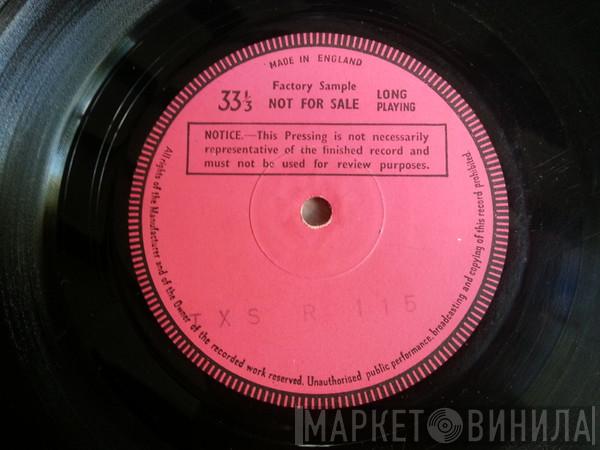 MADE IN ENGLAND
Factory Sample
33⅓ NOT FOR SALE LONG PLAYING
NOTICE.—This Pressing is not necessarily
representative of the finished record and
must not be used for review purposes.
TXS R 115
All rights of the Manufacturer and of the Owner of the recorded work reserved. Unauthorised public performance, broadcasting and copying of this record prohibited.
МАРКЕТ ВИНИЛА